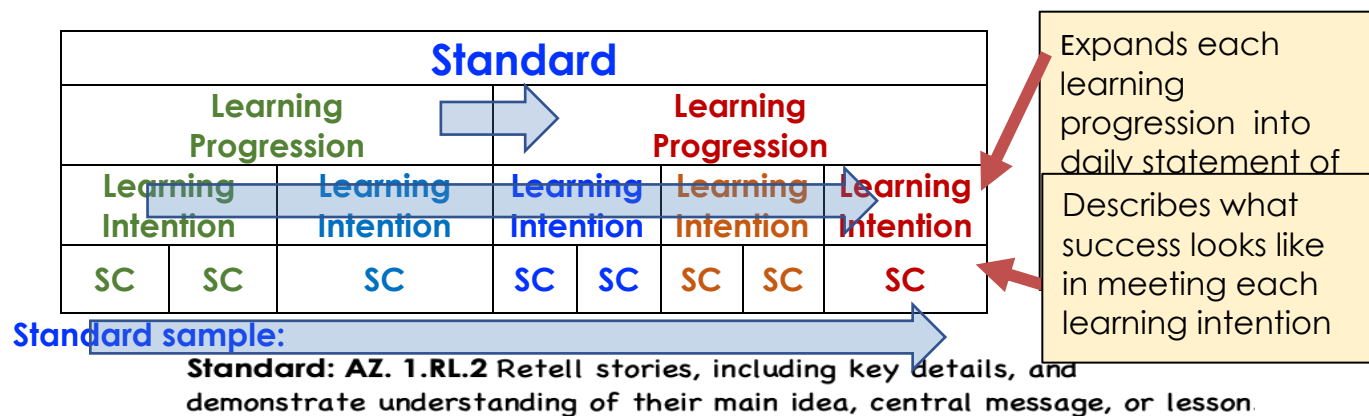 Standard
Learning Progression
Learning Progression
Learning Intention
Learning Intention
Learning Intention
Learning Intention
Learning Intention
SC SC SC SC SC SC SC SC
Expands each
learning
progression into
daily statement of
Describes what
success looks like
in meeting each
learning intention
Standard sample:
Standard: AZ. 1.RL.2 Retell stories, including key details, and
demonstrate understanding of their main idea, central message, or lesson.